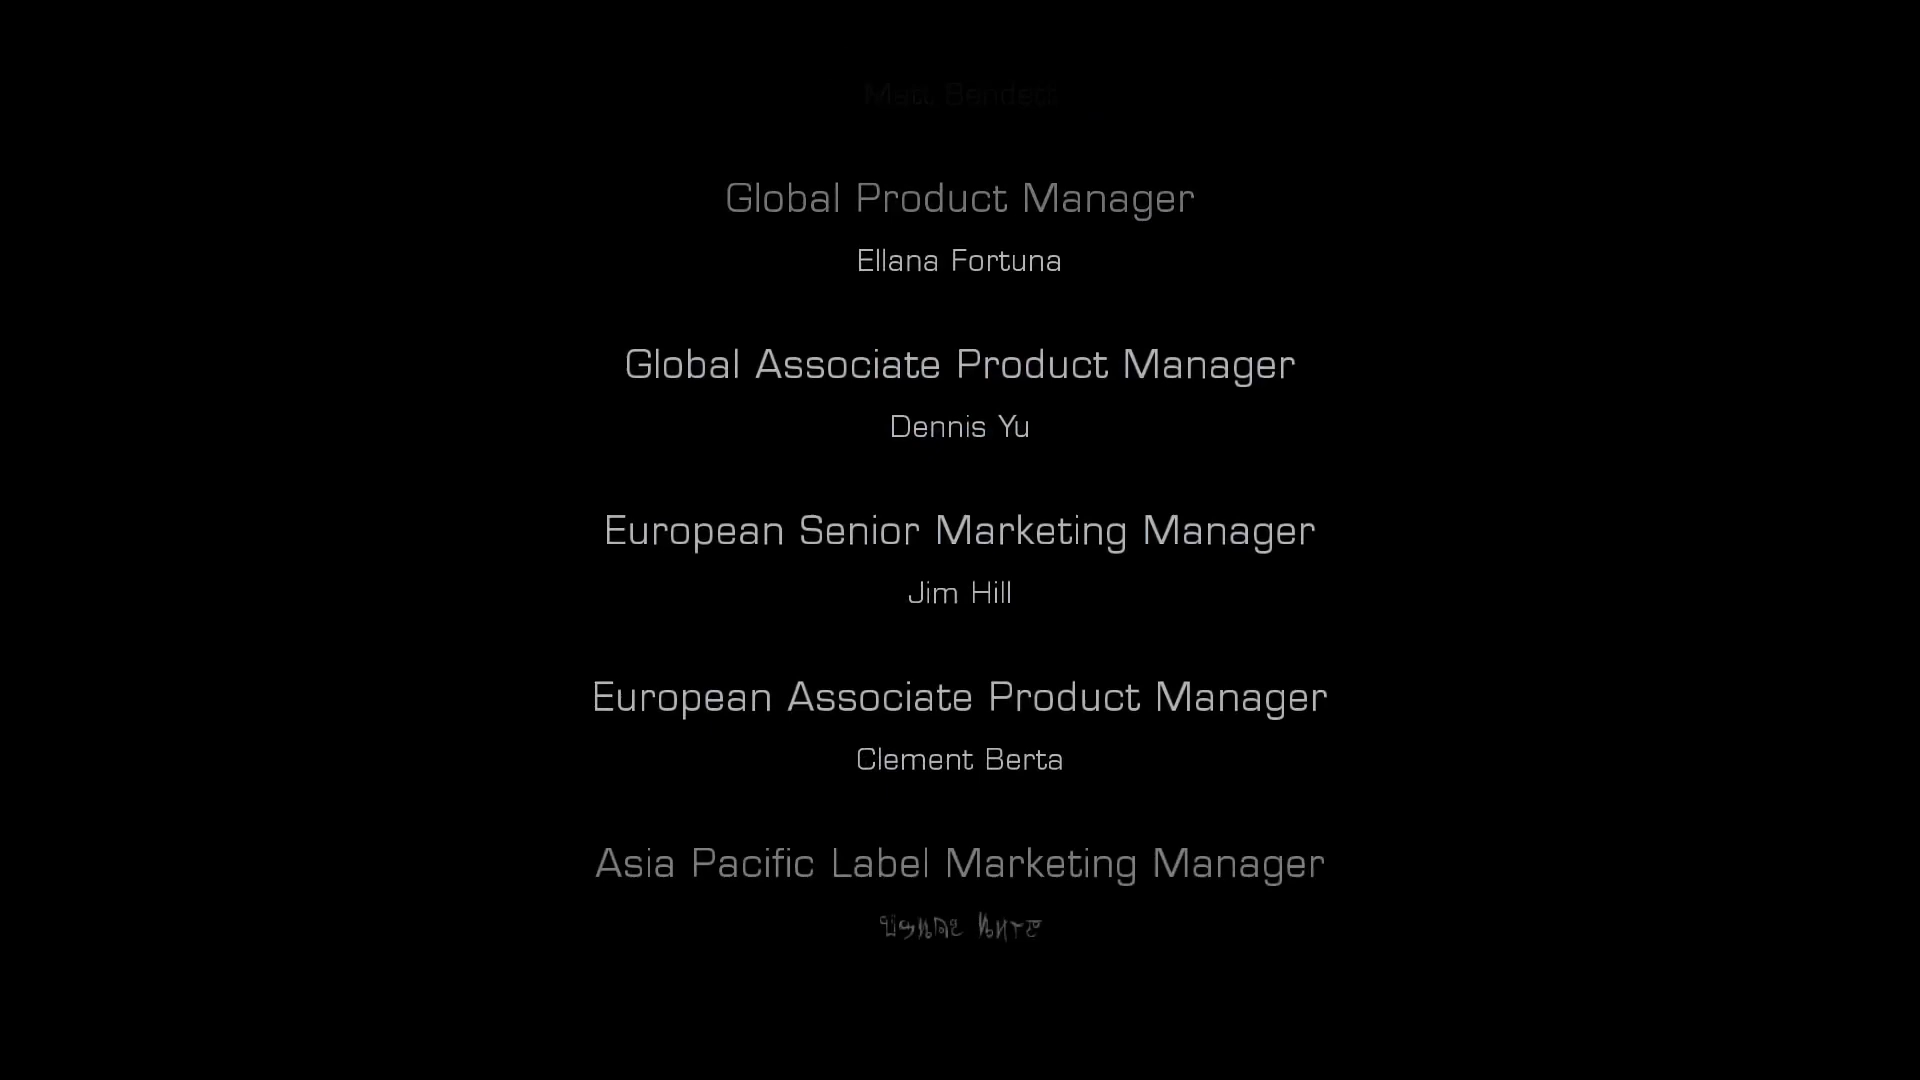 Global Product Manager
Ellana Fortuna
Global Associate Product Manager
Dennis Yu
European Senior Marketing Manager
Jim Hill
European Associate Product Manager
Clement Berta
Asia Pacific Label Marketing Manager